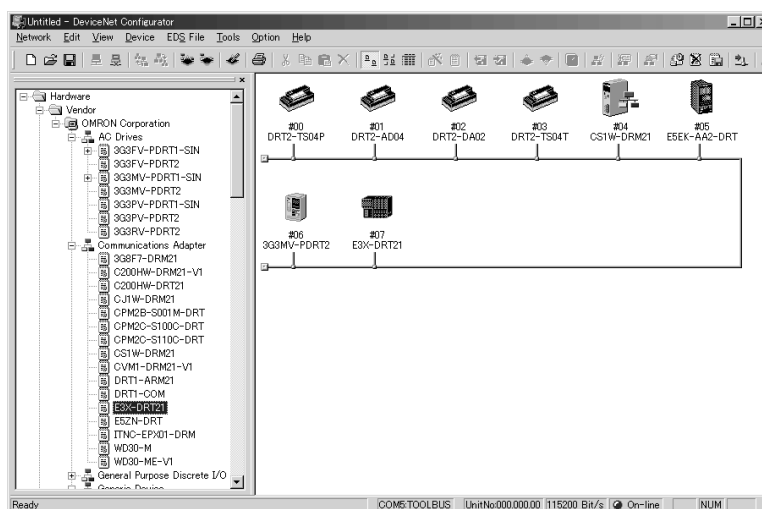 Untitled - DeviceNet Configurator
Network Edit View Device EDS File Tools Option Help
Hardware
Vendor
OMRON Corporation
AC Drives
3G3FV-PDRT1-SIN
3G3FV-PDRT2
3G3MV-PDRT1-SIN
3G3MV-PDRT2
3G3PV-PDRT1-SIN
3G3PV-PDRT2
3G3RV-PDRT2
Communications Adapter
3G8F7-DRM21
C200HW-DRM21-V1
C200HW-DRT21
CJ1W-DRM21
CPM2B-S001M-DRT
CPM2C-S100C-DRT
CPM2C-S110C-DRT
CS1W-DRM21
CVM1-DRM21-V1
DRT1-ARM21
DRT1-COM
E3X-DRT21
E5ZN-DRT
ITNC-EPX01-DRM
WD30-M
WD30-ME-V1
General Purpose Discrete I/O
Generic Device
#00 #01 #02 #03 #04 #05
DRT2-TS04P DRT2-AD04 DRT2-DA02 DRT2-TS04T CS1W-DRM21 E5EK-AA2-DRT
#06 #07
3G3MV-PDRT2 E3X-DRT21
Ready COM5:TOOLBUS UnitNo:000.000.00 115200 Bit/s On-line NUM